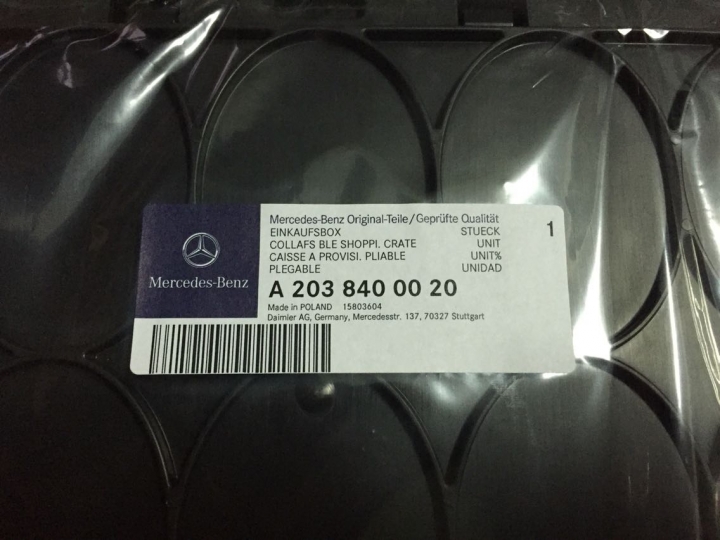 Mercedes-Benz
Mercedes-Benz Original-Teile/Geprüfte Qualität
EINKAUFSBOX STUECK 1
COLLAFS BLE SHOPPI. CRATE UNIT
CAISSE A PROVISI. PLIABLE UNIT%
PLEGABLE UNIDAD
A 203 840 00 20
Made in POLAND 15803604
Daimler AG, Germany, Mercedesstr. 137, 70327 Stuttgart